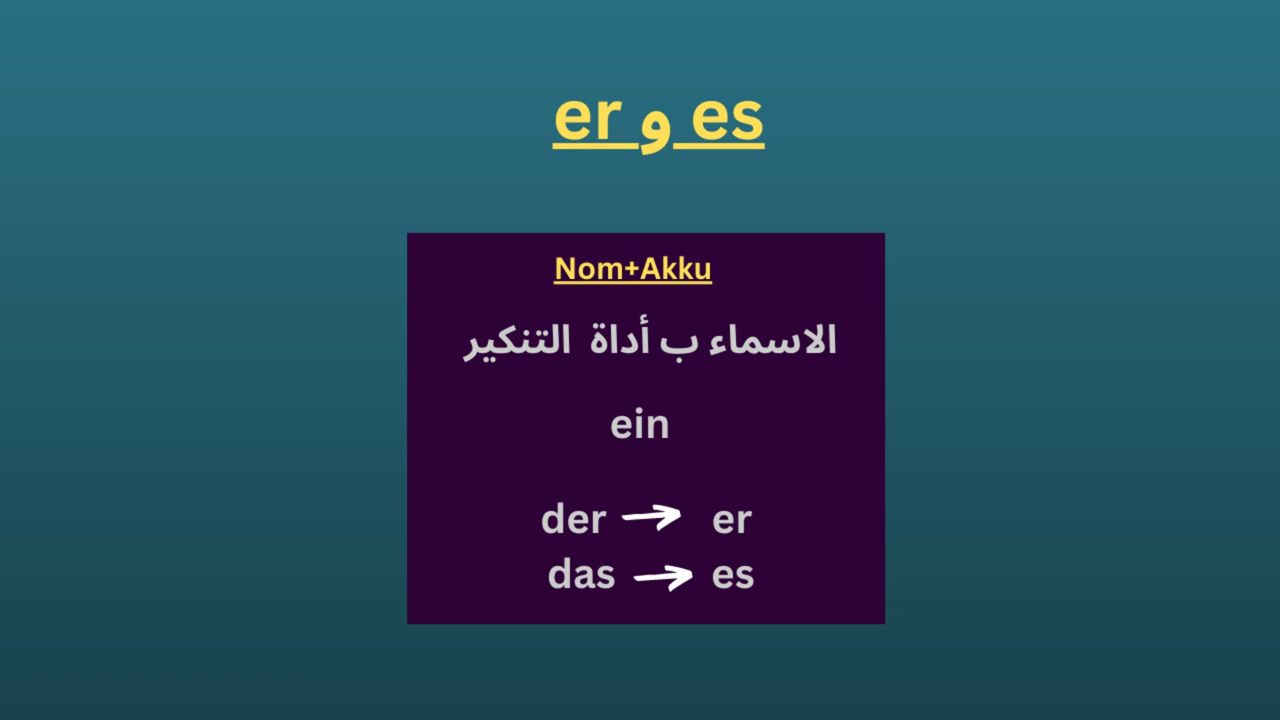 er و es
Nom+Akku
الاسماء ب أداة التنكير
ein
der → er
das → es